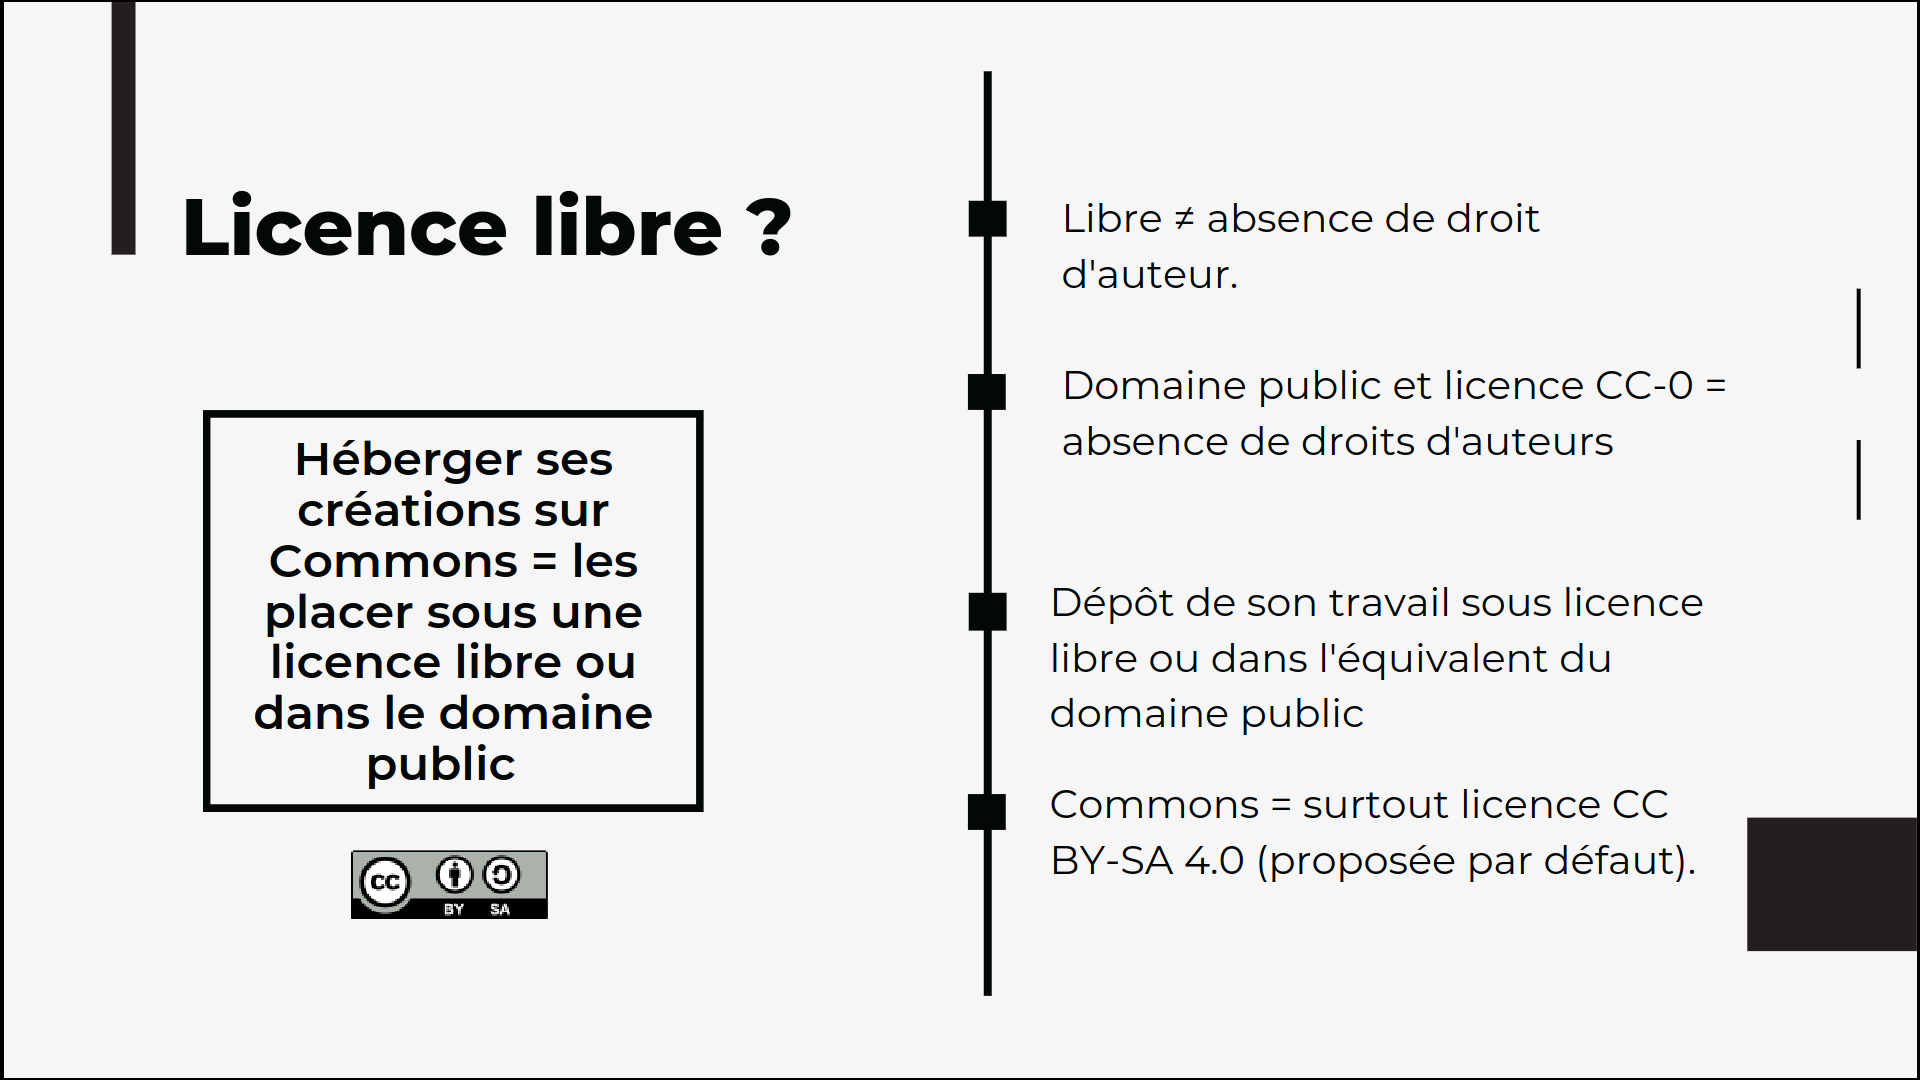 Licence libre ?
Héberger ses
créations sur
Commons = les
placer sous une
licence libre ou
dans le domaine
public
cc
BY SA
Libre ≠ absence de droit
d'auteur.
Domaine public et licence CC-0 =
absence de droits d'auteurs
Dépôt de son travail sous licence
libre ou dans l'équivalent du
domaine public
Commons = surtout licence CC
BY-SA 4.0 (proposée par défaut).